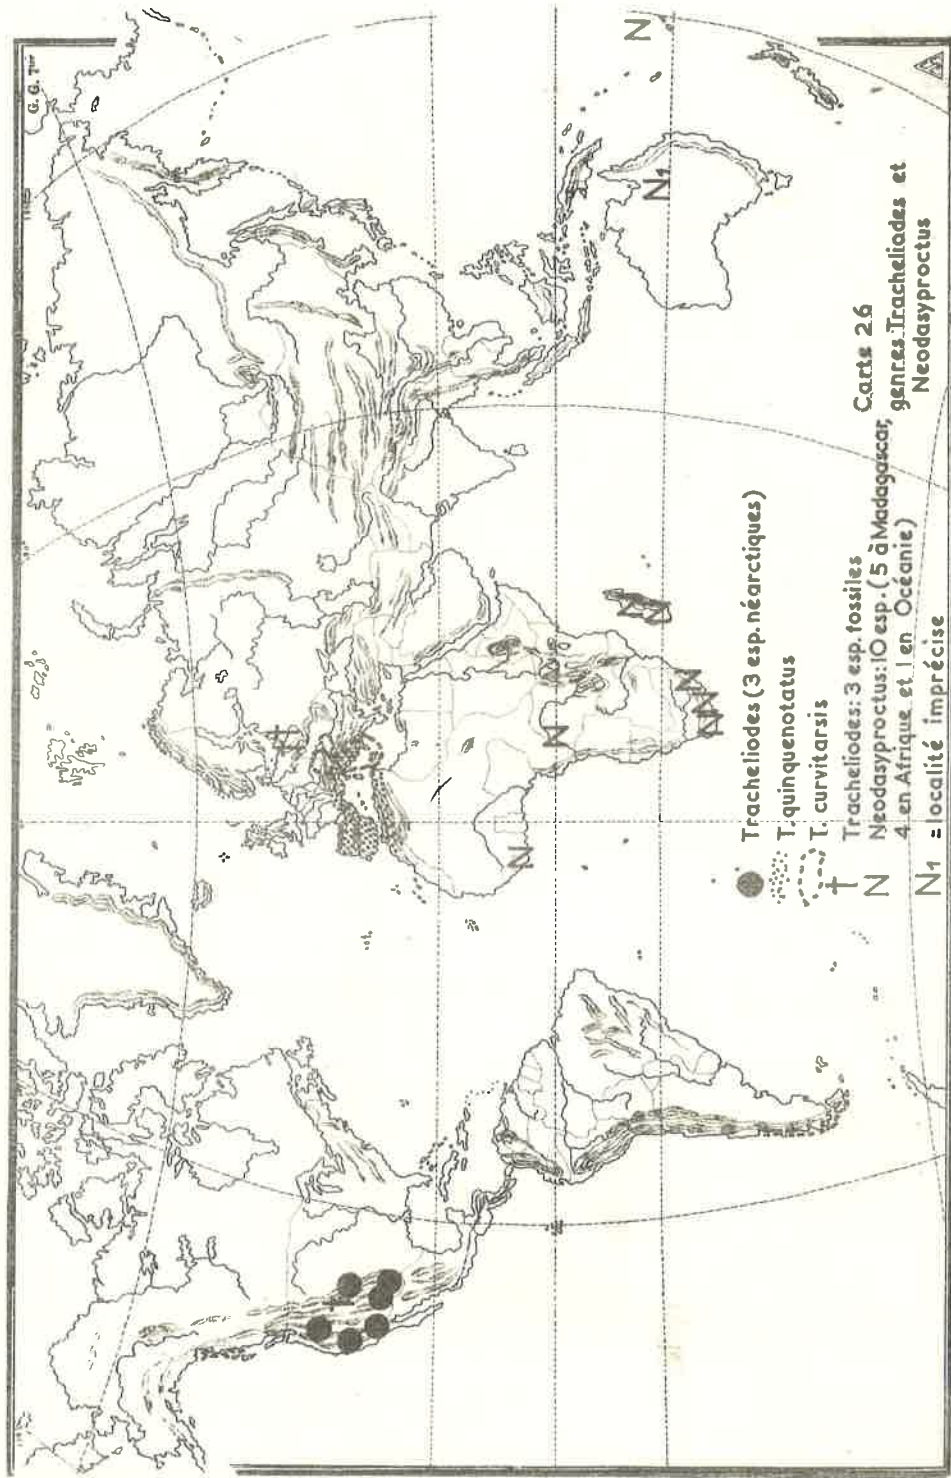 G. G. T.
N
N1
N
N
N
N
N
N
N
N
Carte 26
genres Tracheliodes et
Neodasyproctus
Tracheliodes (3 esp. néarctiques)
T. quinquenotatus
T. curvitarsis
Tracheliodes: 3 esp. fossiles
N Neodasyproctus: 10 esp. (5 à Madagascar,
4 en Afrique et 1 en Océanie)
N1 = localité imprécise